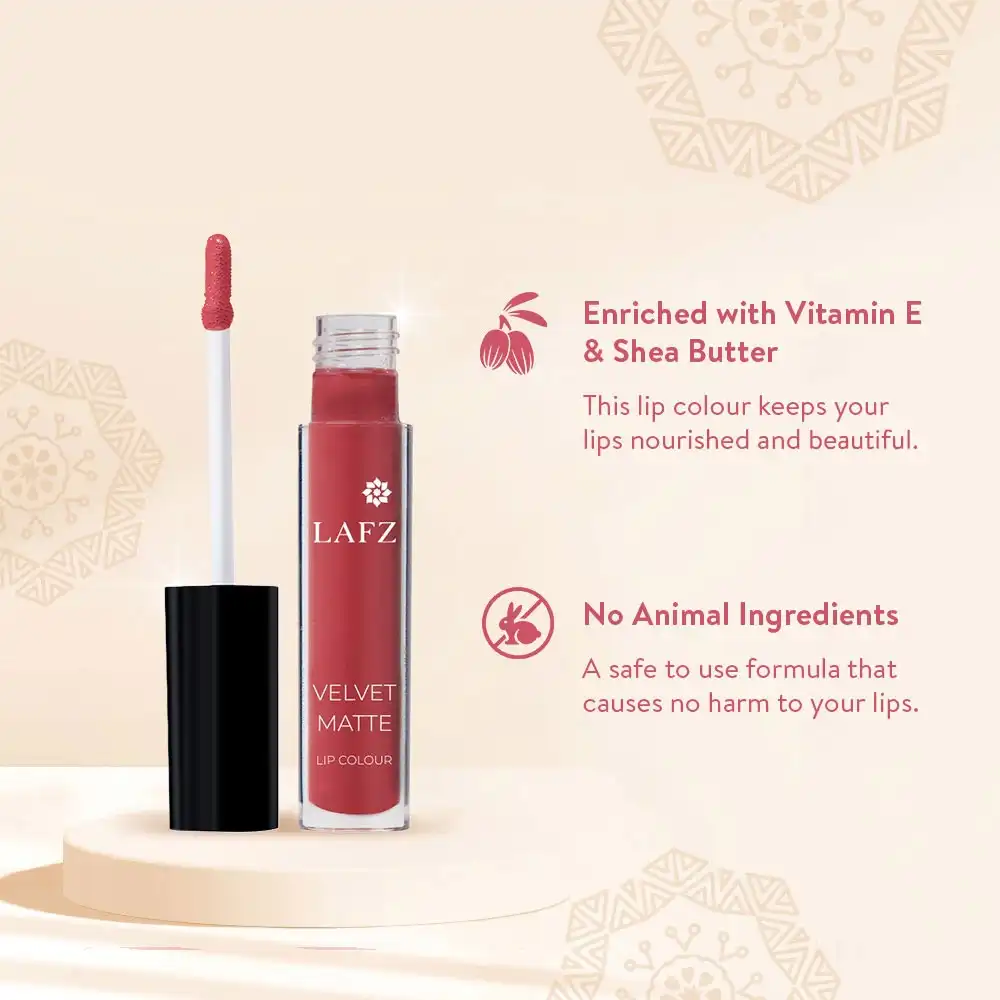 LAFZ
VELVET
MATTE
LIP COLOUR
Enriched with Vitamin E
& Shea Butter
This lip colour keeps your
lips nourished and beautiful.
No Animal Ingredients
A safe to use formula that
causes no harm to your lips.